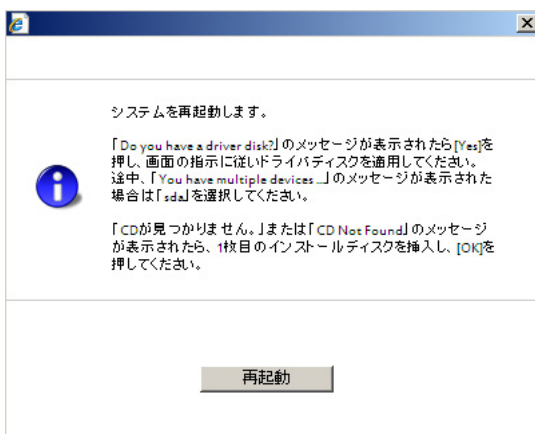 システムを再起動します。
「Do you have a driver disk?」のメッセージが表示されたら[Yes]を
押し、画面の指示に従いドライバディスクを適用してください。
途中、「You have multiple devices ...」のメッセージが表示された
場合は「sda」を選択してください。
「CDが見つかりません。」または「CD Not Found」のメッセージ
が表示されたら、1枚目のインストールディスクを挿入し、[OK]を
押してください。
再起動